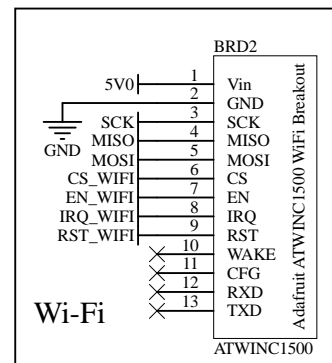 BRD2
5V0 1 Vin
2 GND
SCK 3 SCK
GND
MISO 4 MISO
MOSI 5 MOSI
CS_WIFI 6 CS
EN_WIFI 7 EN
IRQ_WIFI 8 IRQ
RST_WIFI 9 RST
10 WAKE
11 CFG
12 RXD
13 TXD
Adafruit ATWINC1500 WiFi Breakout
Wi-Fi
ATWINC1500